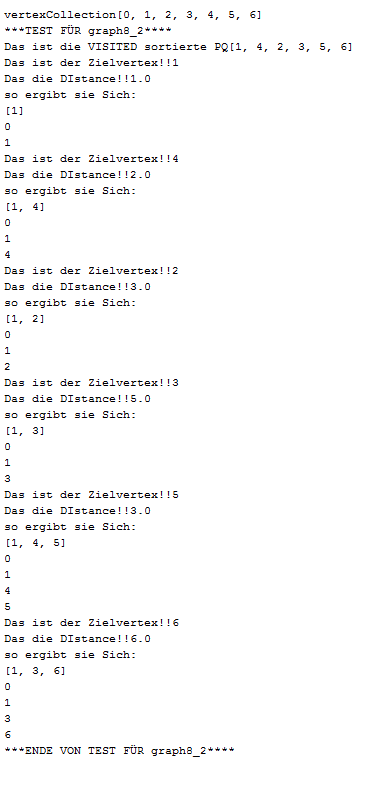 vertexCollection[0, 1, 2, 3, 4, 5, 6]
***TEST FÜR graph8_2****
Das ist die VISITED sortierte PQ[1, 4, 2, 3, 5, 6]
Das ist der Zielvertex!!1
Das die DIstance!!1.0
so ergibt sie Sich:
[1]
0
1
Das ist der Zielvertex!!4
Das die DIstance!!2.0
so ergibt sie Sich:
[1, 4]
0
1
4
Das ist der Zielvertex!!2
Das die DIstance!!3.0
so ergibt sie Sich:
[1, 2]
0
1
2
Das ist der Zielvertex!!3
Das die DIstance!!5.0
so ergibt sie Sich:
[1, 3]
0
1
3
Das ist der Zielvertex!!5
Das die DIstance!!3.0
so ergibt sie Sich:
[1, 4, 5]
0
1
4
5
Das ist der Zielvertex!!6
Das die DIstance!!6.0
so ergibt sie Sich:
[1, 3, 6]
0
1
3
6
***ENDE VON TEST FÜR graph8_2****